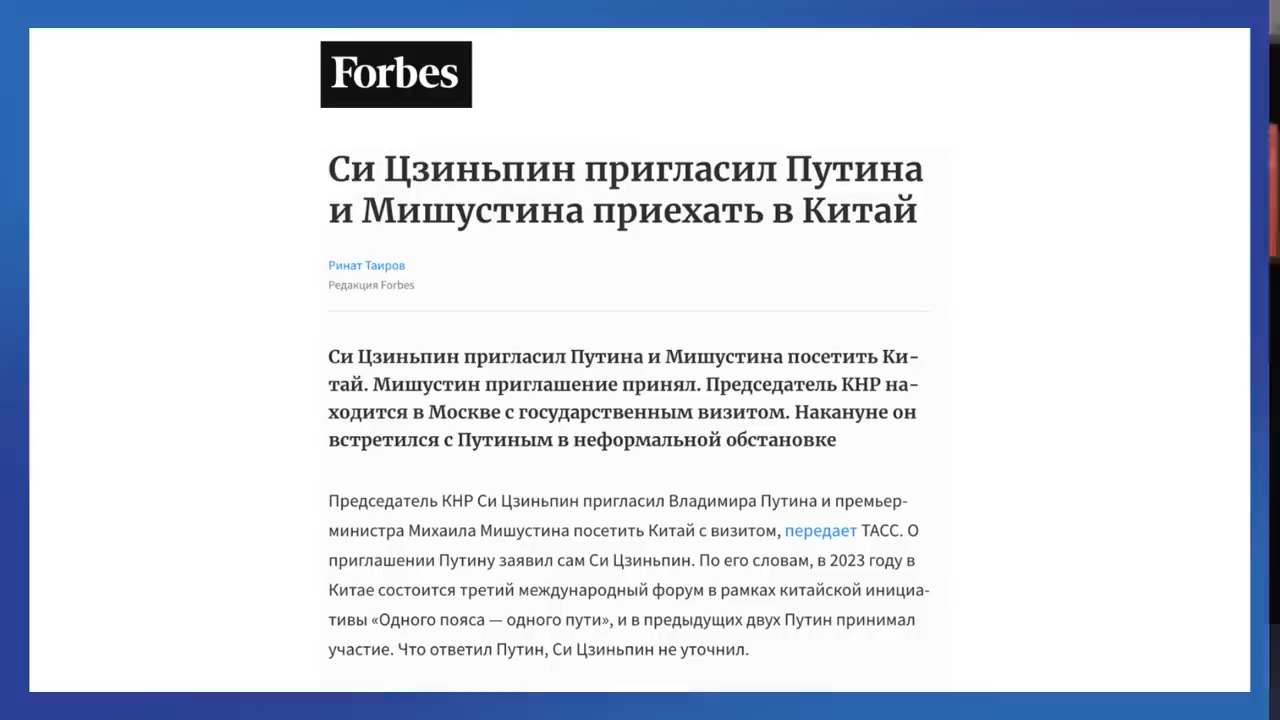 Forbes
Си Цзиньпин пригласил Путина
и Мишустина приехать в Китай
Ринат Таиров
Редакция Forbes
Си Цзиньпин пригласил Путина и Мишустина посетить Ки-
тай. Мишустин приглашение принял. Председатель КНР на-
ходится в Москве с государственным визитом. Накануне он
встретился с Путиным в неформальной обстановке
Председатель КНР Си Цзиньпин пригласил Владимира Путина и премьер-
министра Михаила Мишустина посетить Китай с визитом, передает ТАСС. О
приглашении Путину заявил сам Си Цзиньпин. По его словам, в 2023 году в
Китае состоится третий международный форум в рамках китайской инициа-
тивы «Одного пояса — одного пути», и в предыдущих двух Путин принимал
участие. Что ответил Путин, Си Цзиньпин не уточнил.